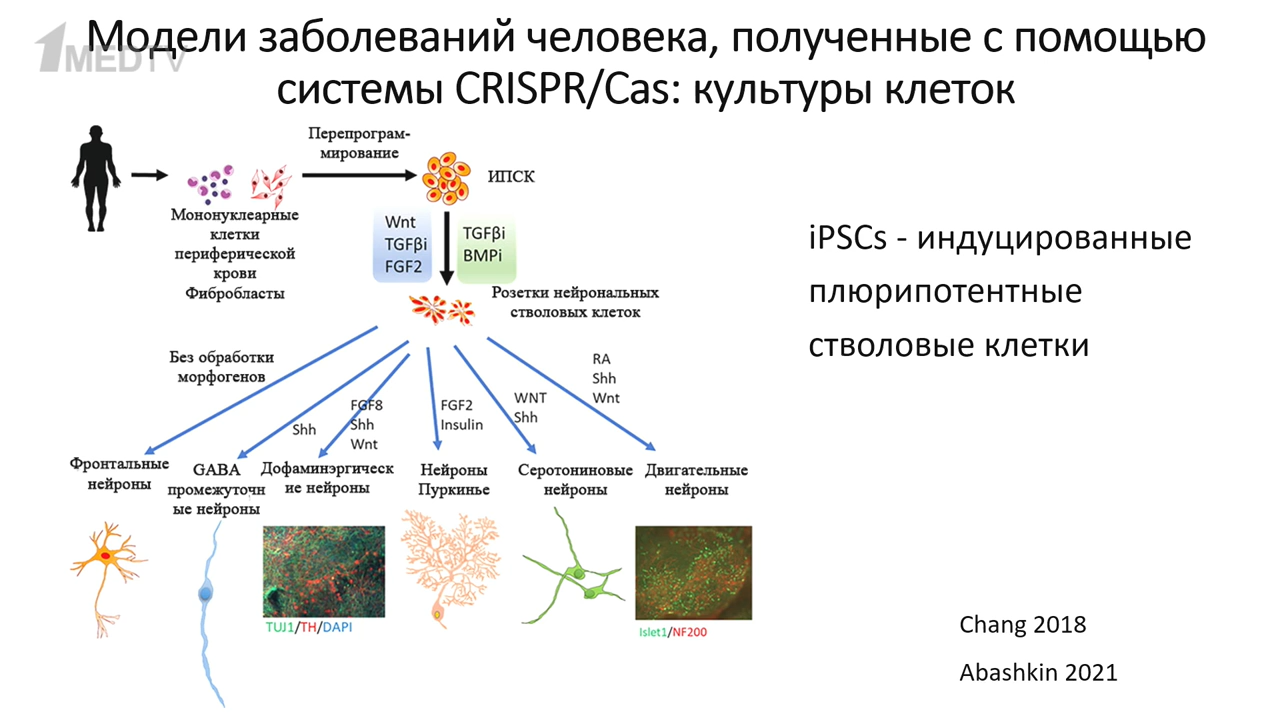 1MEDTV
Модели заболеваний человека, полученные с помощью
системы CRISPR/Cas: культуры клеток
Перепрограм-
мирование
ИПСК
Мононуклеарные
клетки
периферической
крови
Фибробласты
Wnt
TGFβi
FGF2
TGFβi
BMPi
Розетки нейрональных
стволовых клеток
iPSCs - индуцированные
плюрипотентные
стволовые клетки
Без обработки
морфогенов
Shh
FGF8
Shh
Wnt
FGF2
Insulin
WNT
Shh
RA
Shh
Wnt
Фронтальные
нейроны
GABA
промежуточн
ые нейроны
Дофаминэргическ
ие нейроны
Нейроны
Пуркинье
Серотониновые
нейроны
Двигательные
нейроны
TUJ1/TH/DAPI
Islet1/NF200
Chang 2018
Abashkin 2021